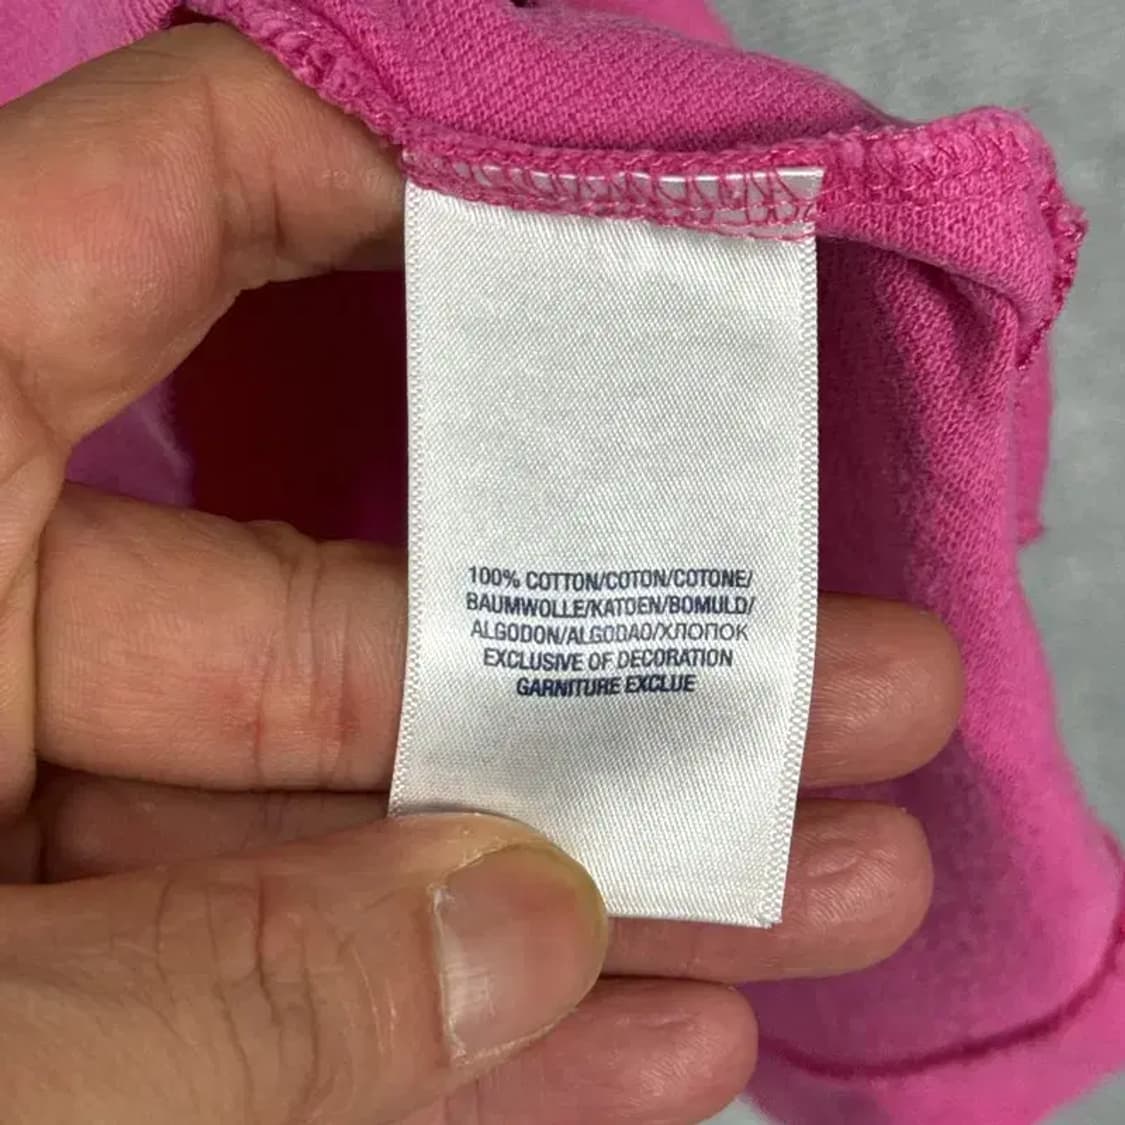 100% COTTON/COTON/COTONE/
BAUMWOLLE/KATOEN/BOMULD/
ALGODON/ALGODAO/ХЛОПОК
EXCLUSIVE OF DECORATION
GARNITURE EXCLUE